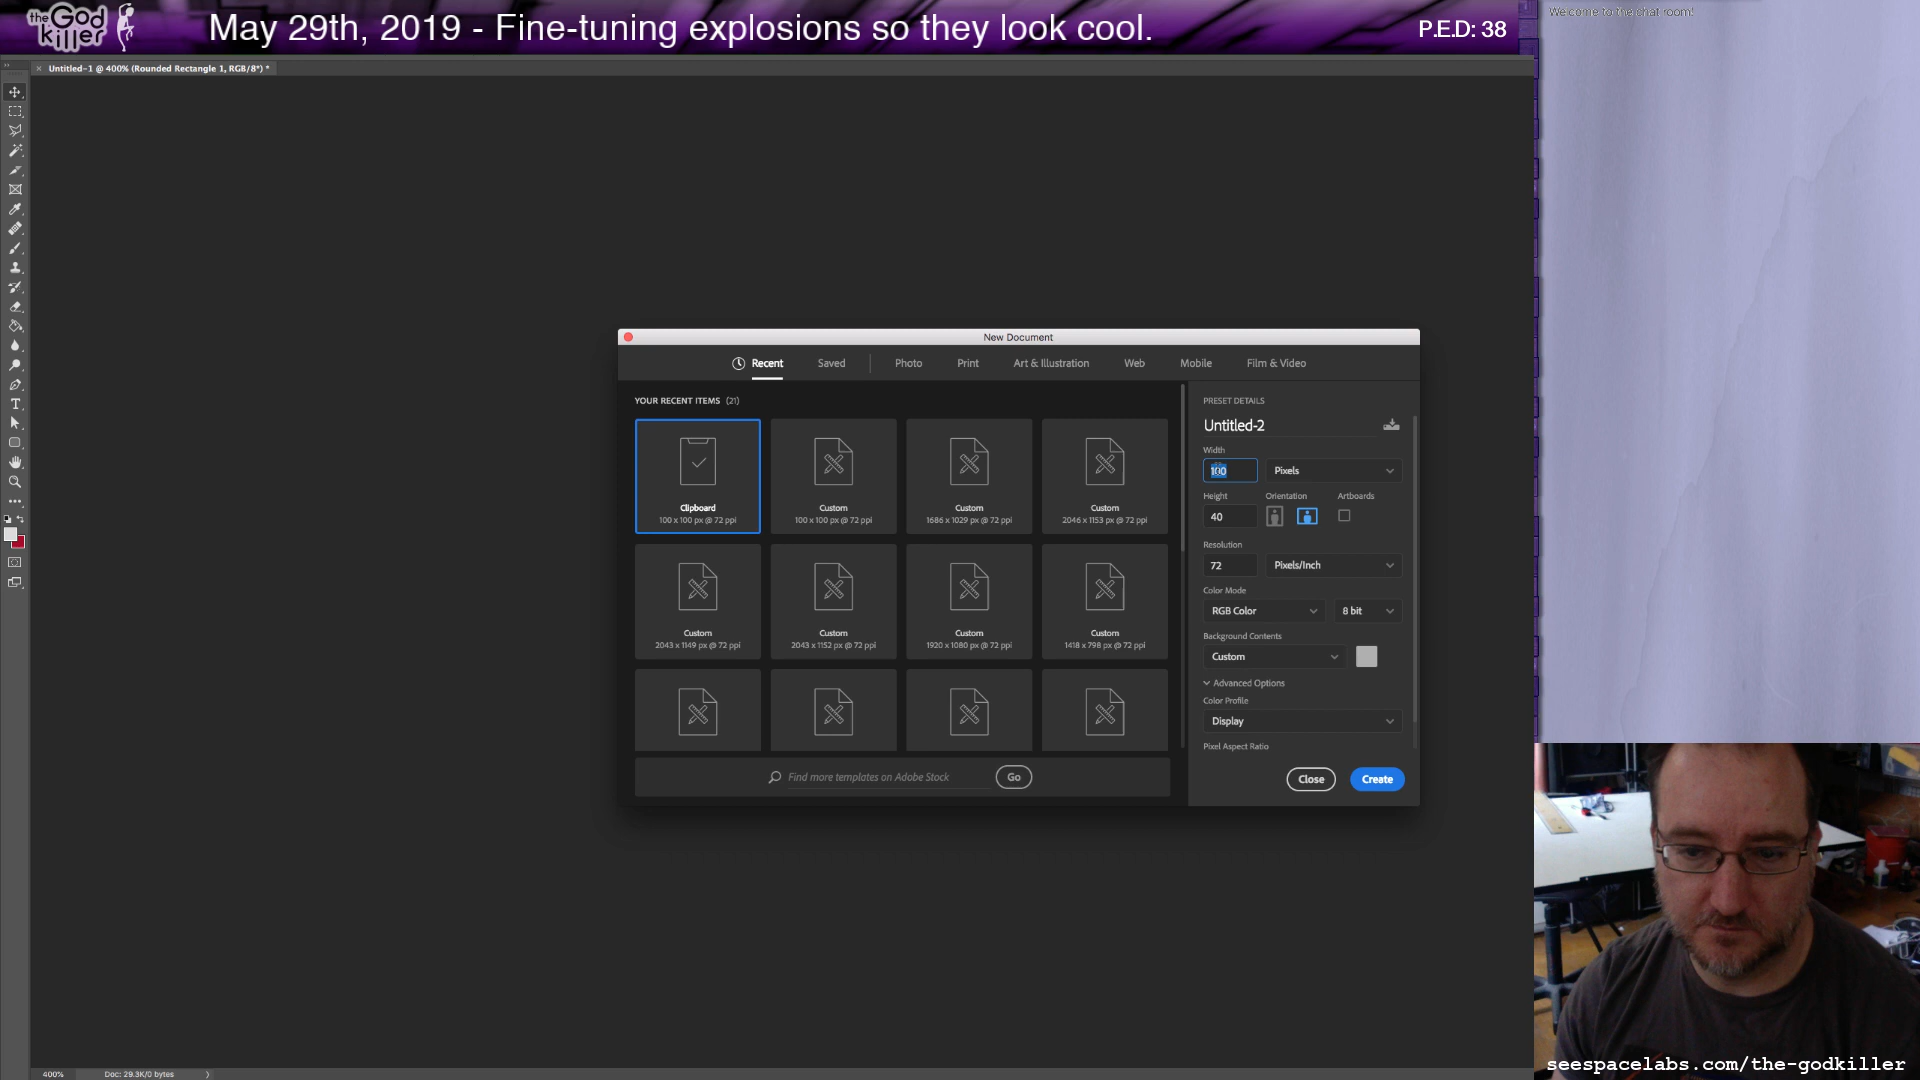 the God killer
May 29th, 2019 - Fine-tuning explosions so they look cool.
P.E.D: 38
We come to the chat room!
Untitled-1 @ 400% (Rounded Rectangle 1, RGB/8*) *
New Document
Recent
Saved
Photo
Print
Art & Illustration
Web
Mobile
Film & Video
YOUR RECENT ITEMS (21)
Clipboard
100 x 100 px @ 72 ppi
Custom
100 x 100 px @ 72 ppi
Custom
1686 x 1029 px @ 72 ppi
Custom
2046 x 1153 px @ 72 ppi
Custom
2043 x 1149 px @ 72 ppi
Custom
2043 x 1152 px @ 72 ppi
Custom
1920 x 1080 px @ 72 ppi
Custom
1418 x 798 px @ 72 ppi
Find more templates on Adobe Stock
Go
PRESET DETAILS
Untitled-2
Width
100
Pixels
Height
Orientation
Artboards
40
Resolution
72
Pixels/Inch
Color Mode
RGB Color
8 bit
Background Contents
Custom
Advanced Options
Color Profile
Display
Pixel Aspect Ratio
Close
Create
400%
Doc: 29.3K/0 bytes
seespacelabs.com/the-godkiller